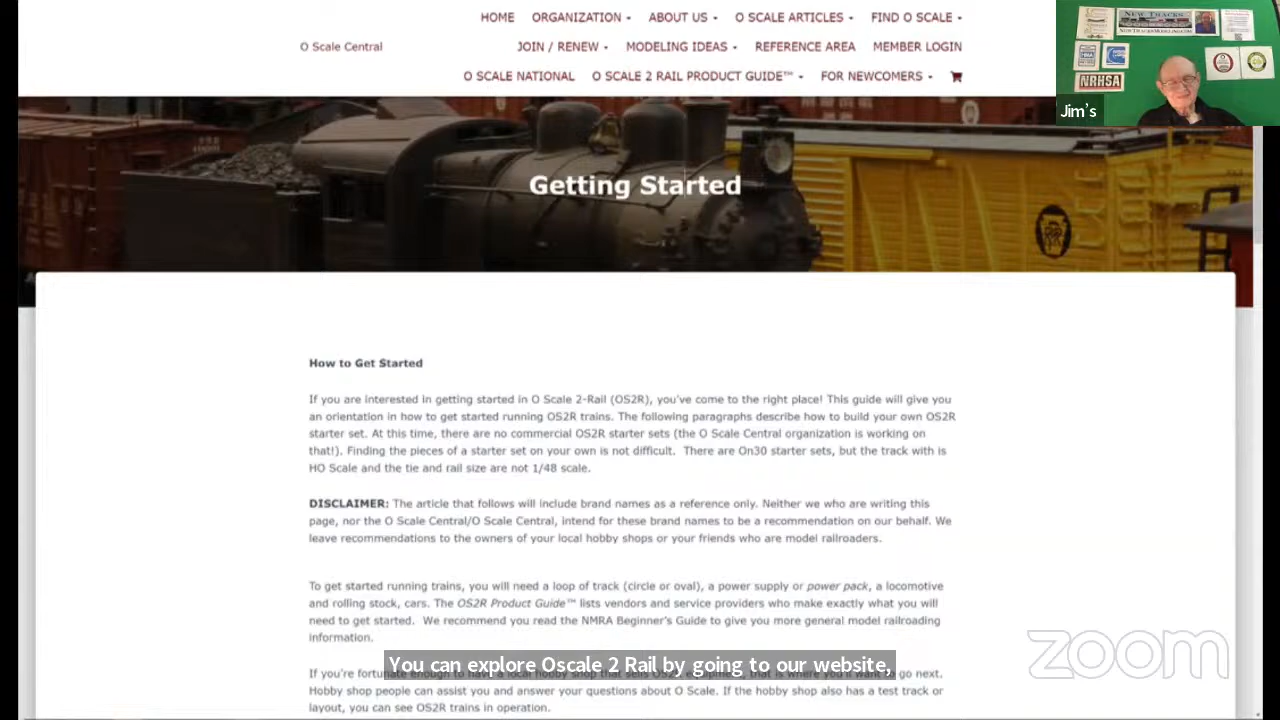 HOME ORGANIZATION ABOUT US O SCALE ARTICLES FIND O SCALE
O Scale Central JOIN / RENEW MODELING IDEAS REFERENCE AREA MEMBER LOGIN
O SCALE NATIONAL O SCALE 2 RAIL PRODUCT GUIDE™ FOR NEWCOMERS
NEW TRACKS
NEWTRACKSMODELING.COM
NRHSA
Jim's
Getting Started
How to Get Started
If you are interested in getting started in O Scale 2-Rail (OS2R), you've come to the right place! This guide will give you
an orientation in how to get started running OS2R trains. The following paragraphs describe how to build your own OS2R
starter set. At this time, there are no commercial OS2R starter sets (the O Scale Central organization is working on
that!). Finding the pieces of a starter set on your own is not difficult. There are On30 starter sets, but the track with is
HO Scale and the tie and rail size are not 1/48 scale.
DISCLAIMER: The article that follows will include brand names as a reference only. Neither we who are writing this
page, nor the O Scale Central/O Scale Central, intend for these brand names to be a recommendation on our behalf. We
leave recommendations to the owners of your local hobby shops or your friends who are model railroaders.
To get started running trains, you will need a loop of track (circle or oval), a power supply or power pack, a locomotive
and rolling stock, cars. The OS2R Product Guide™ lists vendors and service providers who make exactly what you will
need to get started. We recommend you read the NMRA Beginner's Guide to give you more general model railroading
information.
You can explore Oscale 2 Rail by going to our website,
If you're fortunate enough to have a local hobby shop that sells OS2R equipment, that is where you'll want to go next.
Hobby shop people can assist you and answer your questions about O Scale. If the hobby shop also has a test track or
layout, you can see OS2R trains in operation.
zoom